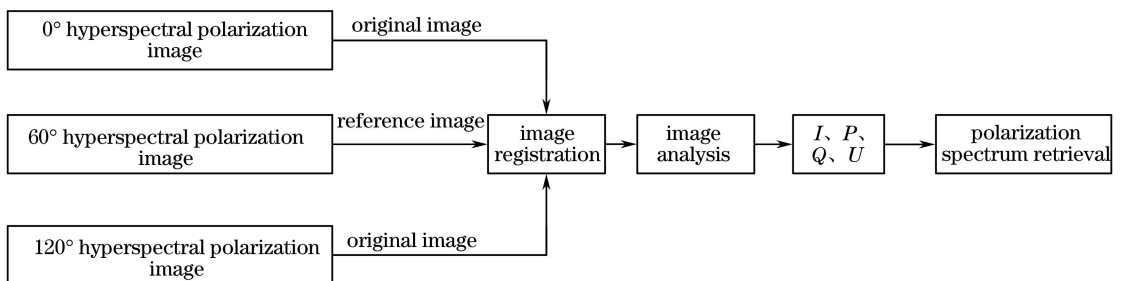 0° hyperspectral polarization
image
original image
60° hyperspectral polarization
image
reference image
120° hyperspectral polarization
image
original image
image
registration
image
analysis
I、P、
Q、U
polarization
spectrum retrieval